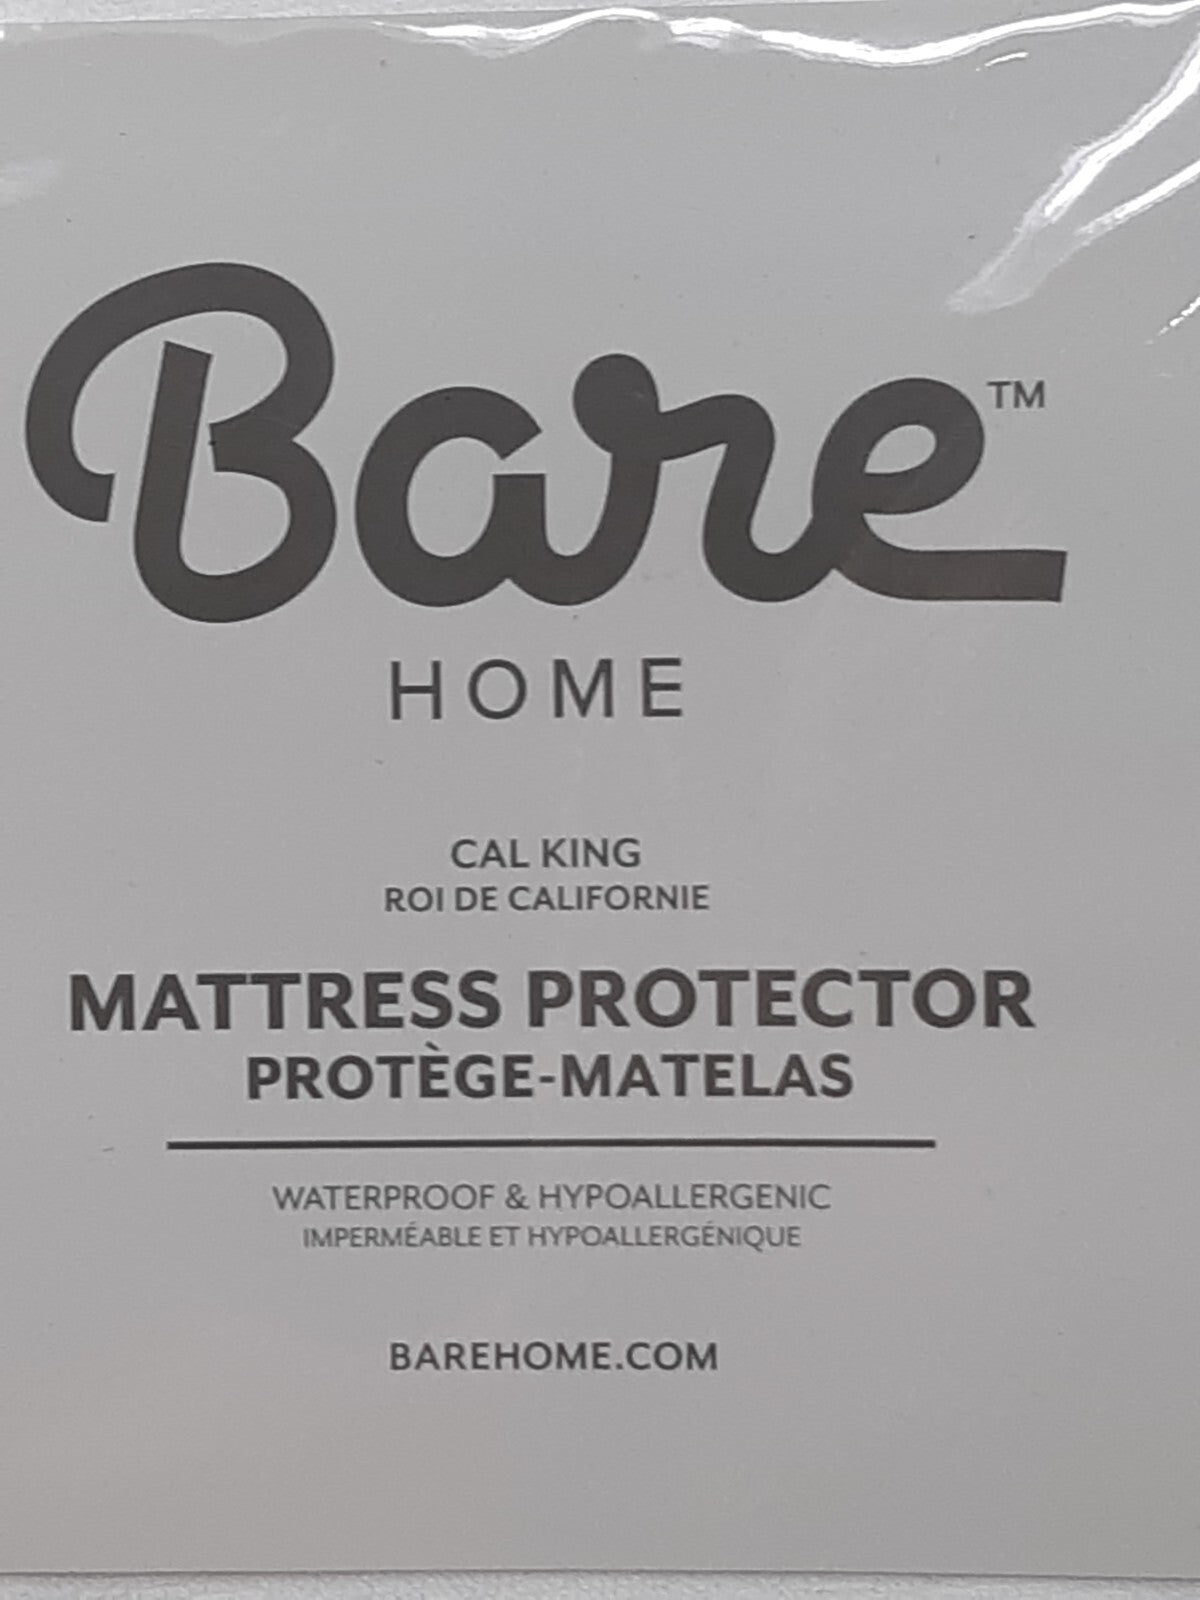 Bare™
HOME
CAL KING
ROI DE CALIFORNIE
MATTRESS PROTECTOR
PROTÈGE-MATELAS
WATERPROOF & HYPOALLERGENIC
IMPERMÉABLE ET HYPOALLERGÉNIQUE
BAREHOME.COM